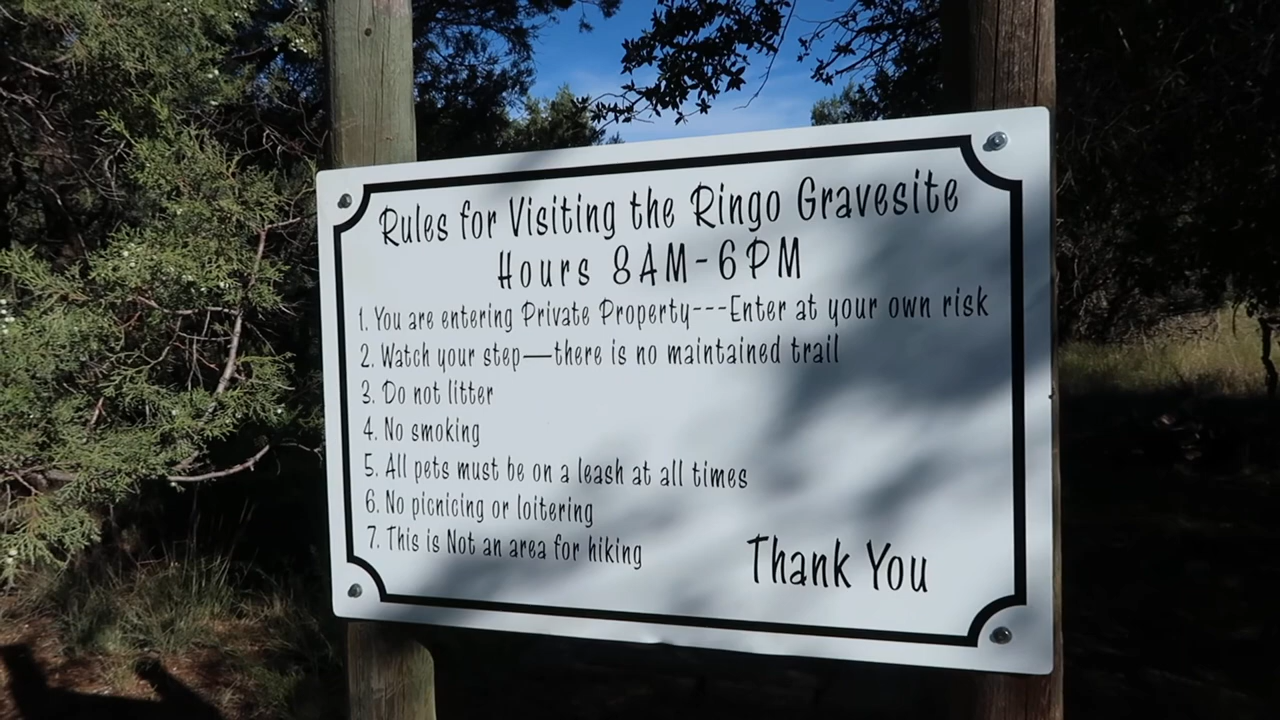 Rules for Visiting the Ringo Gravesite
Hours 8AM-6PM
1. You are entering Private Property---Enter at your own risk
2. Watch your step—there is no maintained trail
3. Do not litter
4. No smoking
5. All pets must be on a leash at all times
6. No picnicing or loitering
7. This is Not an area for hiking
Thank You